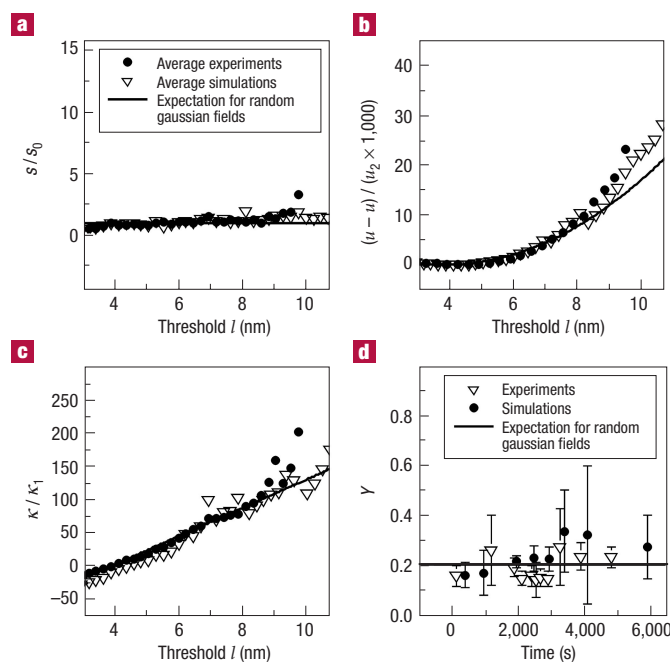 a
15
10
5
0
s/s0
4 6 8 10
Threshold l (nm)
Average experiments
Average simulations
Expectation for random
gaussian fields
b
40
30
20
10
0
(u – u) / (u2 × 1,000)
4 6 8 10
Threshold l (nm)
c
250
200
150
100
50
0
–50
κ/κ1
4 6 8 10
Threshold l (nm)
d
0.8
0.6
0.4
0.2
0.0
γ
0 2,000 4,000 6,000
Time (s)
Experiments
Simulations
Expectation for random
gaussian fields